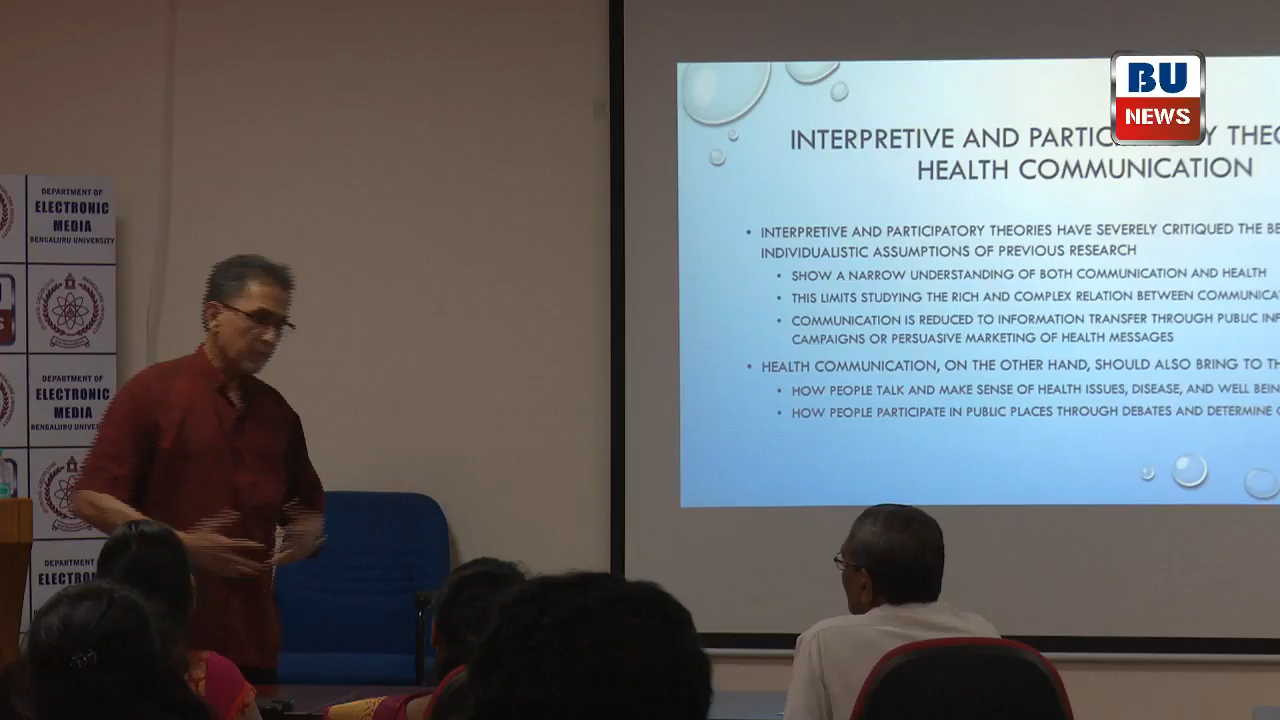 BU
NEWS
INTERPRETIVE AND PARTIC Y
HEALTH COMMUNICATION
• INTERPRETIVE AND PARTICIPATORY THEORIES HAVE SEVERELY CRITIQUED THE
INDIVIDUALISTIC ASSUMPTIONS OF PREVIOUS RESEARCH
• SHOW A NARROW UNDERSTANDING OF BOTH COMMUNICATION AND HEALTH
• THIS LIMITS STUDYING THE RICH AND COMPLEX RELATION BETWEEN
• COMMUNICATION IS REDUCED TO INFORMATION TRANSFER THROUGH PUBLIC
CAMPAIGNS OR PERSUASIVE MARKETING OF HEALTH MESSAGES
• HEALTH COMMUNICATION, ON THE OTHER HAND, SHOULD ALSO BRING TO
• HOW PEOPLE TALK AND MAKE SENSE OF HEALTH ISSUES, DISEASE, AND WELL
• HOW PEOPLE PARTICIPATE IN PUBLIC PLACES THROUGH DEBATES AND DETERMINE
DEPARTMENT OF
ELECTRONIC
MEDIA
BENGALURU UNIVERSITY
DEPARTMENT OF
ELECTRONIC
MEDIA
BENGALURU UNIVERSITY
DEPARTMENT